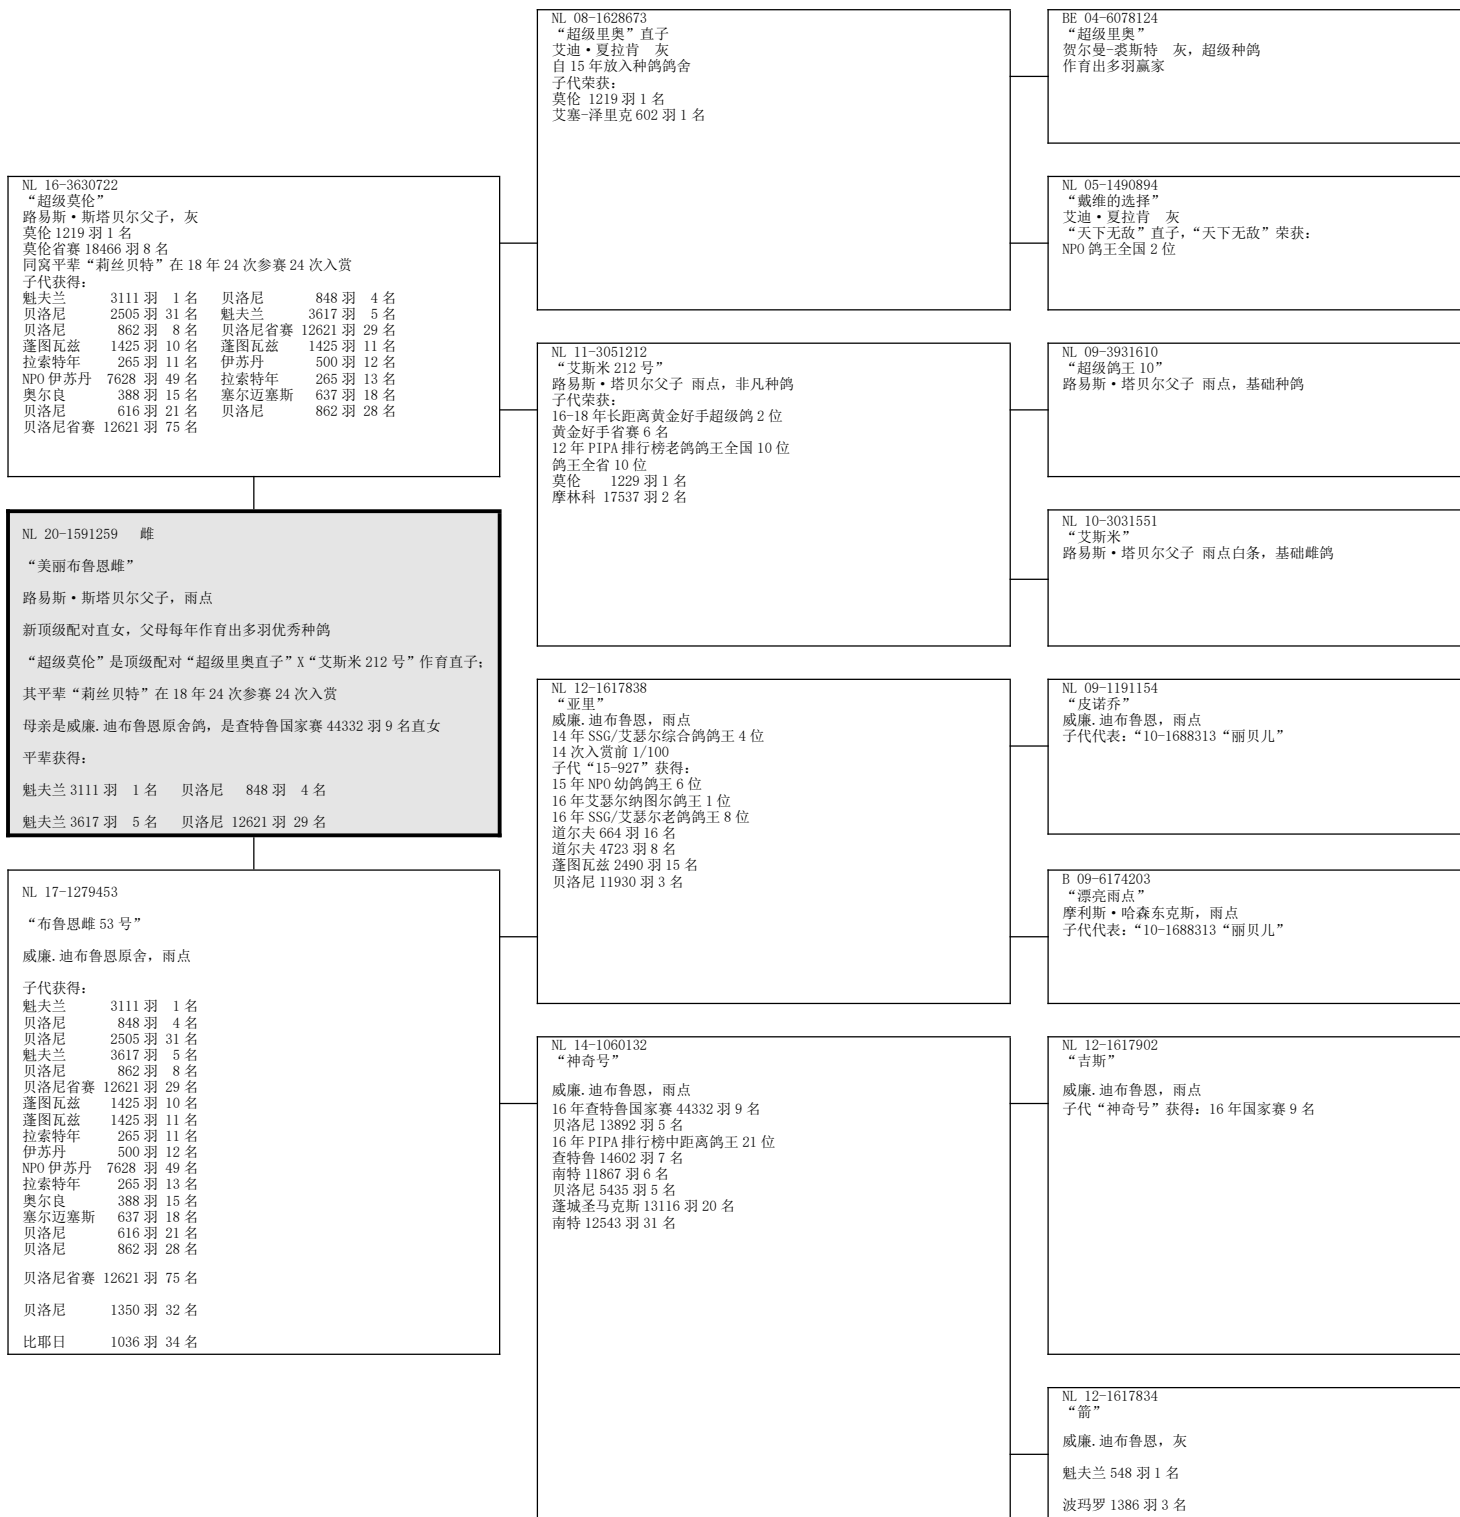 NL 16-3630722
“超级莫伦”
路易斯·斯塔贝尔父子，灰
莫伦 1219 羽 1 名
莫伦省赛 18466 羽 8 名
同窝平辈“莉丝贝特”在 18 年 24 次参赛 24 次入赏
子代获得：
魁夫兰 3111 羽 1 名 贝洛尼 848 羽 4 名
贝洛尼 2505 羽 31 名 魁夫兰 3617 羽 5 名
贝洛尼 862 羽 8 名 贝洛尼省赛 12621 羽 29 名
蓬图瓦兹 1425 羽 10 名 蓬图瓦兹 1425 羽 11 名
拉索特年 265 羽 11 名 伊苏丹 500 羽 12 名
NPO 伊苏丹 7628 羽 49 名 拉索特年 265 羽 13 名
奥尔良 388 羽 15 名 塞尔迈塞斯 637 羽 18 名
贝洛尼 616 羽 21 名 贝洛尼 862 羽 28 名
贝洛尼省赛 12621 羽 75 名
NL 20-1591259 雌
“美丽布鲁恩雌”
路易斯·斯塔贝尔父子，雨点
新顶级配对直女，父母每年作育出多羽优秀种鸽
“超级莫伦”是顶级配对“超级里奥直子”X“艾斯米 212 号”作育直子；
其平辈“莉丝贝特”在 18 年 24 次参赛 24 次入赏
母亲是威廉.迪布鲁恩原舍鸽，是查特鲁国家赛 44332 羽 9 名直女
平辈获得：
魁夫兰 3111 羽 1 名 贝洛尼 848 羽 4 名
魁夫兰 3617 羽 5 名 贝洛尼 12621 羽 29 名
NL 17-1279453
“布鲁恩雌 53 号”
威廉.迪布鲁恩原舍，雨点
子代获得：
魁夫兰 3111 羽 1 名
贝洛尼 848 羽 4 名
贝洛尼 2505 羽 31 名
魁夫兰 3617 羽 5 名
贝洛尼 862 羽 8 名
贝洛尼省赛 12621 羽 29 名
蓬图瓦兹 1425 羽 10 名
蓬图瓦兹 1425 羽 11 名
拉索特年 265 羽 11 名
伊苏丹 500 羽 12 名
NPO 伊苏丹 7628 羽 49 名
拉索特年 265 羽 13 名
奥尔良 388 羽 15 名
塞尔迈塞斯 637 羽 18 名
贝洛尼 616 羽 21 名
贝洛尼 862 羽 28 名
贝洛尼省赛 12621 羽 75 名
贝洛尼 1350 羽 32 名
比耶日 1036 羽 34 名
NL 08-1628673
“超级里奥”直子
艾迪·夏拉肯 灰
自 15 年放入种鸽鸽舍
子代荣获：
莫伦 1219 羽 1 名
艾塞-泽里克 602 羽 1 名
NL 11-3051212
“艾斯米 212 号”
路易斯·塔贝尔父子 雨点，非凡种鸽
子代荣获：
16-18 年长距离黄金好手超级鸽 2 位
黄金好手省赛 6 名
12 年 PIPA 排行榜老鸽鸽王全国 10 位
鸽王全省 10 位
莫伦 1229 羽 1 名
摩林科 17537 羽 2 名
NL 12-1617838
“亚里”
威廉.迪布鲁恩，雨点
14 年 SSG/艾瑟尔综合鸽鸽王 4 位
14 次入赏前 1/100
子代“15-927”获得：
15 年 NPO 幼鸽鸽王 6 位
16 年艾瑟尔纳图尔鸽王 1 位
16 年 SSG/艾瑟尔老鸽鸽王 8 位
道尔夫 664 羽 16 名
道尔夫 4723 羽 8 名
蓬图瓦兹 2490 羽 15 名
贝洛尼 11930 羽 3 名
NL 14-1060132
“神奇号”
威廉.迪布鲁恩，雨点
16 年查特鲁国家赛 44332 羽 9 名
贝洛尼 13892 羽 5 名
16 年 PIPA 排行榜中距离鸽王 21 位
查特鲁 14602 羽 7 名
南特 11867 羽 6 名
贝洛尼 5435 羽 5 名
蓬城圣马克斯 13116 羽 20 名
南特 12543 羽 31 名
BE 04-6078124
“超级里奥”
贺尔曼-裘斯特 灰，超级种鸽
作育出多羽赢家
NL 05-1490894
“戴维的选择”
艾迪·夏拉肯 灰
“天下无敌”直子，“天下无敌”荣获：
NPO 鸽王全国 2 位
NL 09-3931610
“超级鸽王 10”
路易斯·塔贝尔父子 雨点，基础种鸽
NL 10-3031551
“艾斯米”
路易斯·塔贝尔父子 雨点白条，基础雌鸽
NL 09-1191154
“皮诺乔”
威廉.迪布鲁恩，雨点
子代代表：“10-1688313“丽贝儿”
B 09-6174203
“漂亮雨点”
摩利斯·哈森东克斯，雨点
子代代表：“10-1688313“丽贝儿”
NL 12-1617902
“吉斯”
威廉.迪布鲁恩，雨点
子代“神奇号”获得：16 年国家赛 9 名
NL 12-1617834
“箭”
威廉.迪布鲁恩，灰
魁夫兰 548 羽 1 名
波玛罗 1386 羽 3 名